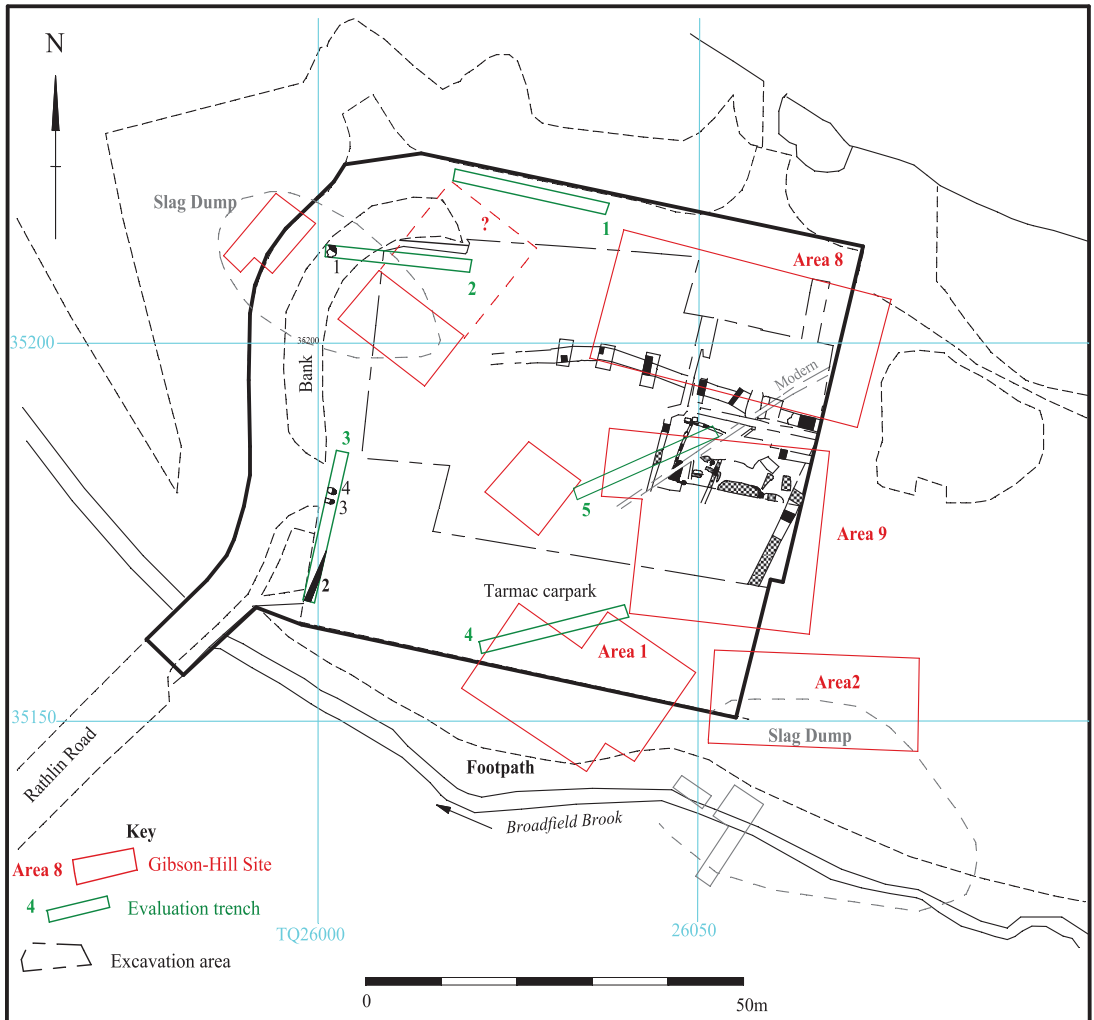 N
Slag Dump
?
1
Area 8
1
2
35200
36200
Bank
Modern
3
4
3
5
Area 9
2
Tarmac carpark
4
Area 1
Area2
35150
Slag Dump
Footpath
Rathlin Road
Broadfield Brook
Key
Area 8
Gibson-Hill Site
4
Evaluation trench
TQ26000
26050
Excavation area
0
50m